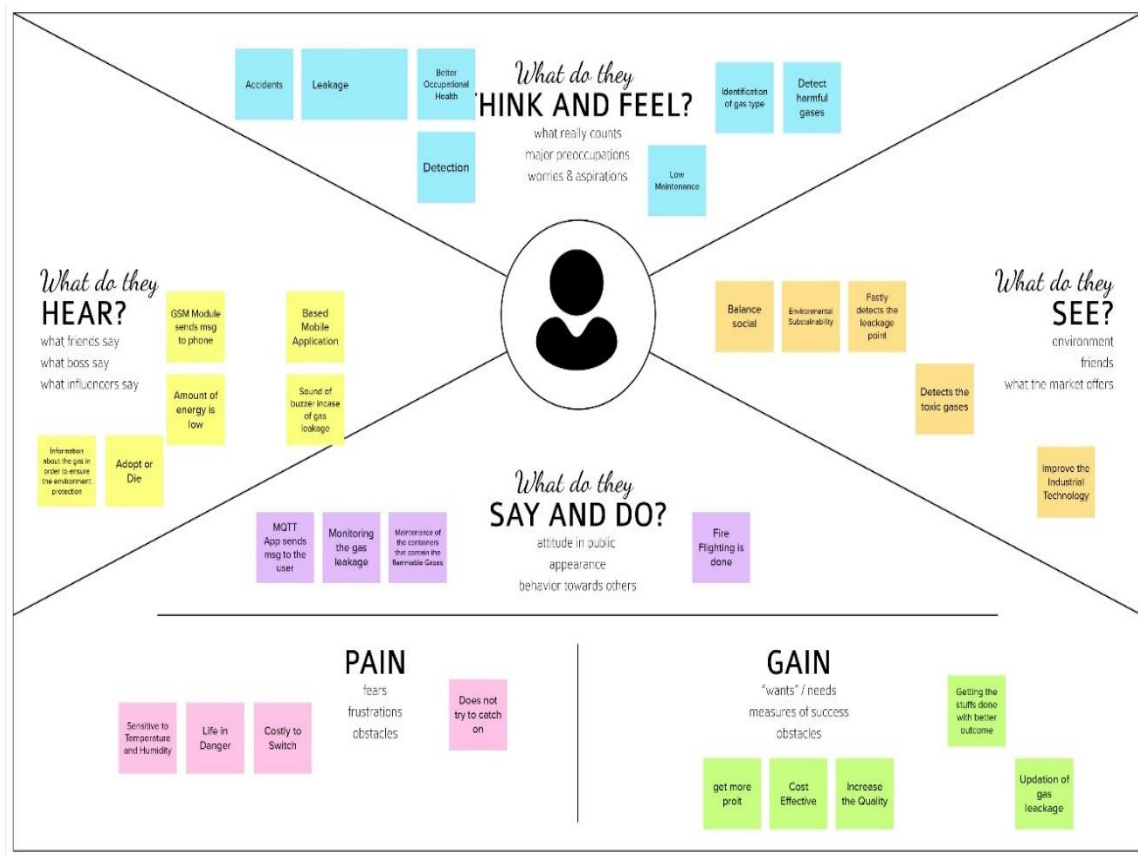 What do they
THINK AND FEEL?
what really counts
major preoccupations
worries & aspirations
Accidents
Leakage
Better
Occupational
Health
Detection
Identification
of gas type
Detect
harmful
gases
Low
Maintenance
What do they
HEAR?
what friends say
what boss say
what influencers say
GSM Module
sends msg
to phone
Based
Mobile
Application
Amount of
energy is
low
Sound of
buzzer incase
of gas
leakage
Information
about the gas in
order to ensure
the environment
protection
Adopt or
Die
What do they
SEE?
environment
friends
what the market offers
Balance
social
Environmental
Substainability
Fastly
detects the
leackage
point
Detects the
toxic gases
Improve the
Industrial
Technology
What do they
SAY AND DO?
attitude in public
appearance
behavior towards others
MQTT
App sends
msg to the
user
Monitoring
the gas
leakage
Maintenance of
the containers
that contain the
flammable Gases
Fire
Flighting is
done
PAIN
fears
frustrations
obstacles
Sensitive to
Temperature
and Humidity
Life in
Danger
Costly to
Switch
Does not
try to catch
on
GAIN
"wants" / needs
measures of success
obstacles
get more
proit
Cost
Effective
Increase
the Quality
Getting the
stuffs done
with better
outcome
Updation of
gas
leackage